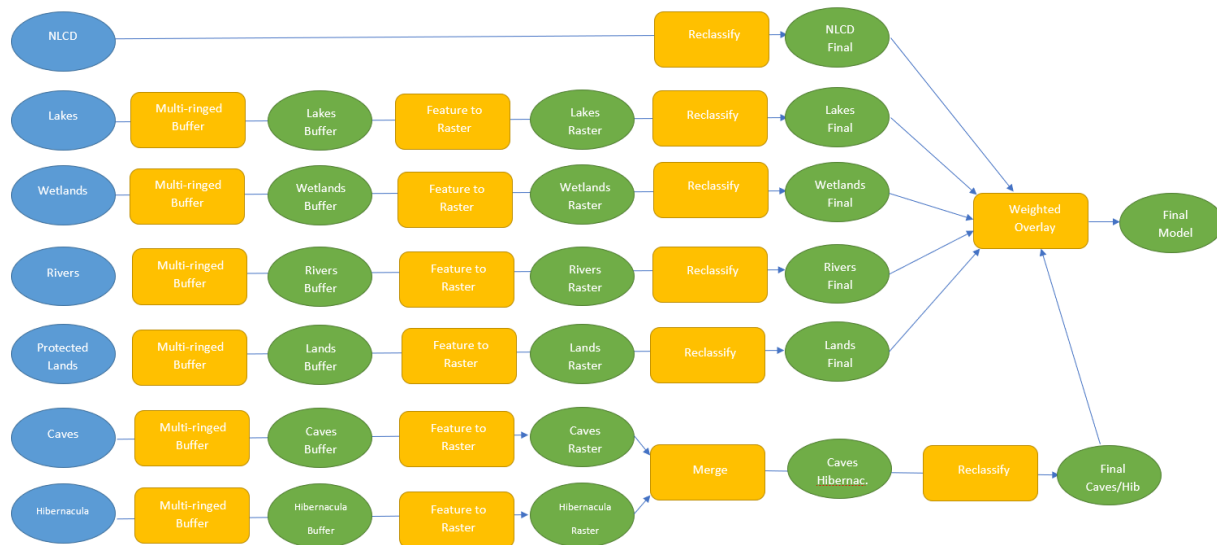 NLCD
Reclassify
NLCD
Final
Lakes
Multi-ringed
Buffer
Lakes
Buffer
Feature to
Raster
Lakes
Raster
Reclassify
Lakes
Final
Wetlands
Multi-ringed
Buffer
Wetlands
Buffer
Feature to
Raster
Wetlands
Raster
Reclassify
Wetlands
Final
Weighted
Overlay
Final
Model
Rivers
Multi-ringed
Buffer
Rivers
Buffer
Feature to
Raster
Rivers
Raster
Reclassify
Rivers
Final
Protected
Lands
Multi-ringed
Buffer
Lands
Buffer
Feature to
Raster
Lands
Raster
Reclassify
Lands
Final
Caves
Multi-ringed
Buffer
Caves
Buffer
Feature to
Raster
Caves
Raster
Merge
Caves
Hibernac.
Reclassify
Final
Caves/Hib
Hibernacula
Multi-ringed
Buffer
Hibernacula
Buffer
Feature to
Raster
Hibernacula
Raster